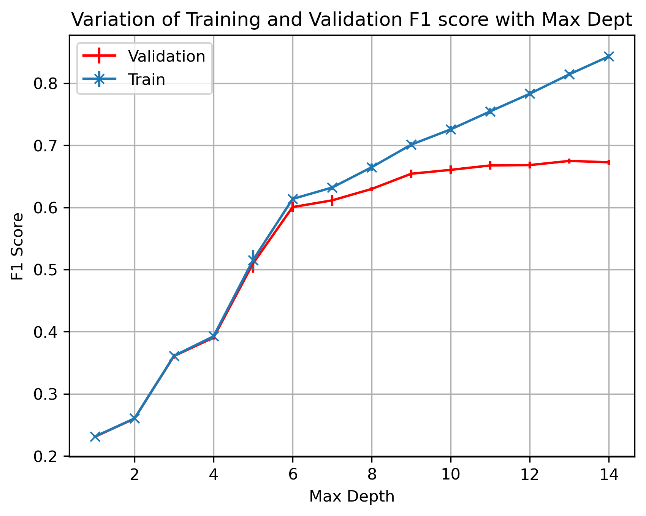 Variation of Training and Validation F1 score with Max Dept
Validation
Train
0.8
0.7
0.6
0.5
0.4
0.3
0.2
F1 Score
2 4 6 8 10 12 14
Max Depth